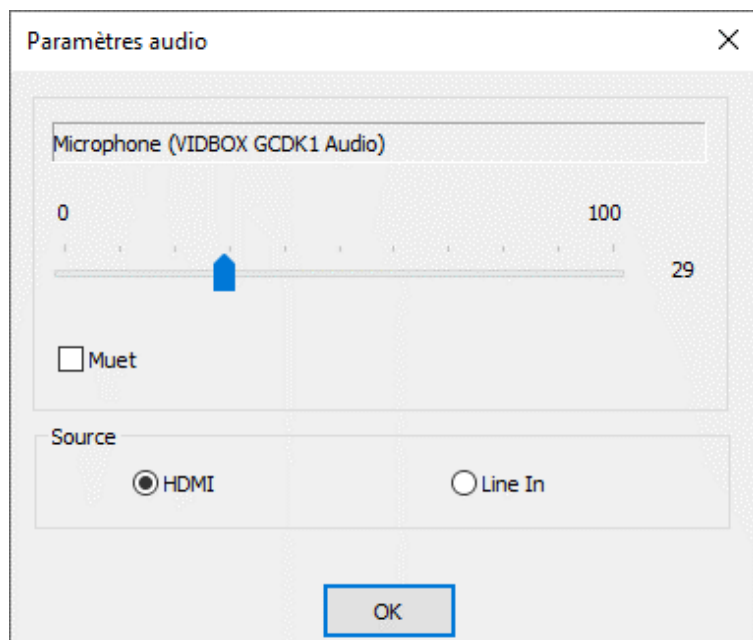 Paramètres audio
Microphone (VIDBOX GCDK1 Audio)
0 100
29
Muet
Source
HDMI Line In
OK